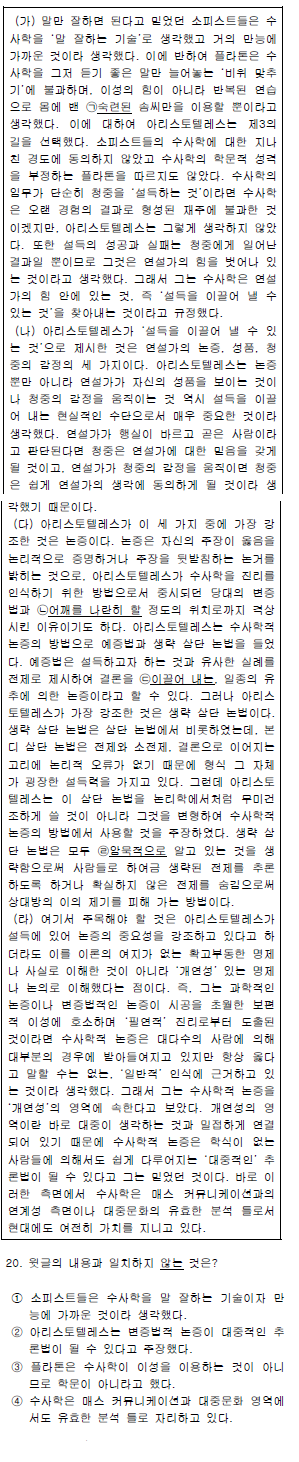 (가) 말만 잘하면 된다고 믿었던 소피스트들은 수
사학을 '말 잘하는 기술'로 생각했고 거의 만능에
가까운 것이라 생각했다. 이에 반하여 플라톤은 수
사학을 그저 듣기 좋은 말만 늘어놓는 '비위 맞추
기'에 불과하며, 이성의 힘이 아니라 반복된 연습
으로 몸에 밴 ㉠숙련된 솜씨만을 이용할 뿐이라고
생각했다. 이에 대하여 아리스토텔레스는 제3의
길을 선택했다. 소피스트들의 수사학에 대한 지나
친 경도에 동의하지 않았고 수사학의 학문적 성격
을 부정하는 플라톤을 따르지도 않았다. 수사학의
임무가 단순히 청중을 '설득하는 것'이라면 수사학
은 오랜 경험의 결과로 형성된 재주에 불과한 것
이겠지만, 아리스토텔레스는 그렇게 생각하지 않았
다. 또한 설득의 성공과 실패는 청중에게 일어난
결과일 뿐이므로 그것은 연설가의 힘을 벗어나 있
는 것이라고 생각했다. 그래서 그는 수사학은 연설
가의 힘 안에 있는 것, 즉 '설득을 이끌어 낼 수
있는 것'을 찾아내는 것이라고 규정했다.
(나) 아리스토텔레스가 '설득을 이끌어 낼 수 있
는 것'으로 제시한 것은 연설가의 논증, 성품, 청
중의 감정의 세 가지이다. 아리스토텔레스는 논증
뿐만 아니라 연설가가 자신의 성품을 보이는 것이
나 청중의 감정을 움직이는 것 역시 설득을 이끌
어 내는 현실적인 수단으로서 매우 중요한 것이라
생각했다. 연설가가 행실이 바르고 곧은 사람이라
고 판단된다면 청중은 연설가에 대한 믿음을 갖게
될 것이고, 연설가가 청중의 감정을 움직이면 청중
은 쉽게 연설가의 생각에 동의하게 될 것이라 생
각했기 때문이다.
(다) 아리스토텔레스가 이 세 가지 중에 가장 강
조한 것은 논증이다. 논증은 자신의 주장이 옳음을
논리적으로 증명하거나 주장을 뒷받침하는 논거를
밝히는 것으로, 아리스토텔레스가 수사학을 진리를
인식하기 위한 방법으로서 중시되던 당대의 변증
법과 ㉡어깨를 나란히 할 정도의 위치로까지 격상
시킨 이유이기도 하다. 아리스토텔레스는 수사학적
논증의 방법으로 예증법과 생략 삼단 논법을 들었
다. 예증법은 설득하고자 하는 것과 유사한 실례를
전제로 제시하여 결론을 ㉢이끌어 내는, 일종의 유
추에 의한 논증이라고 할 수 있다. 그러나 아리스
토텔레스가 가장 강조한 것은 생략 삼단 논법이다.
생략 삼단 논법은 삼단 논법에서 비롯하였는데, 본
디 삼단 논법은 전제와 소전제, 결론으로 이어지는
고리에 논리적 오류가 없기 때문에 형식 그 자체
가 굉장한 설득력을 가지고 있다. 그런데 아리스토
텔레스는 이 삼단 논법을 논리학에서처럼 무미건
조하게 쓸 것이 아니라 그것을 변형하여 수사학적
논증의 방법에서 사용할 것을 주장하였다. 생략 삼
단 논법은 모두 ㉣암묵적으로 알고 있는 것을 생
략함으로써 사람들로 하여금 생략된 전제를 추론
하도록 하거나 확실하지 않은 전제를 숨김으로써
상대방의 이의 제기를 피해 가는 방법이다.
(라) 여기서 주목해야 할 것은 아리스토텔레스가
설득에 있어 논증의 중요성을 강조하고 있다고 하
더라도 이를 이론의 여지가 없는 확고부동한 명제
나 사실로 이해한 것이 아니라 '개연성' 있는 명제
나 논의로 이해했다는 점이다. 즉, 그는 과학적인
논증이나 변증법적인 논증이 시공을 초월한 보편
적 이성에 호소하며 '필연적' 진리로부터 도출된
것이라면 수사학적 논증은 대다수의 사람에 의해
대부분의 경우에 받아들여지고 있지만 항상 옳다
고 말할 수는 없는, '일반적' 인식에 근거하고 있
는 것이라 생각했다. 그래서 그는 수사학적 논증을
'개연성'의 영역에 속한다고 보았다. 개연성의 영
역이란 바로 대중이 생각하는 것과 밀접하게 연결
되어 있기 때문에 수사학적 논증은 학식이 없는
사람들에 의해서도 쉽게 다루어지는 '대중적인' 추
론법이 될 수 있다고 그는 믿었던 것이다. 바로 이
러한 측면에서 수사학은 매스 커뮤니케이션과의
연계성 측면이나 대중문화의 유효한 분석 틀로서
현대에도 여전히 가치를 지니고 있다.
20. 윗글의 내용과 일치하지 않는 것은?
① 소피스트들은 수사학을 말 잘하는 기술이자 만
능에 가까운 것이라 생각했다.
② 아리스토텔레스는 변증법적 논증이 대중적인 추
론법이 될 수 있다고 주장했다.
③ 플라톤은 수사학이 이성을 이용하는 것이 아니
므로 학문이 아니라고 했다.
④ 수사학은 매스 커뮤니케이션과 대중문화 영역에
서도 유효한 분석 틀로 자리하고 있다.